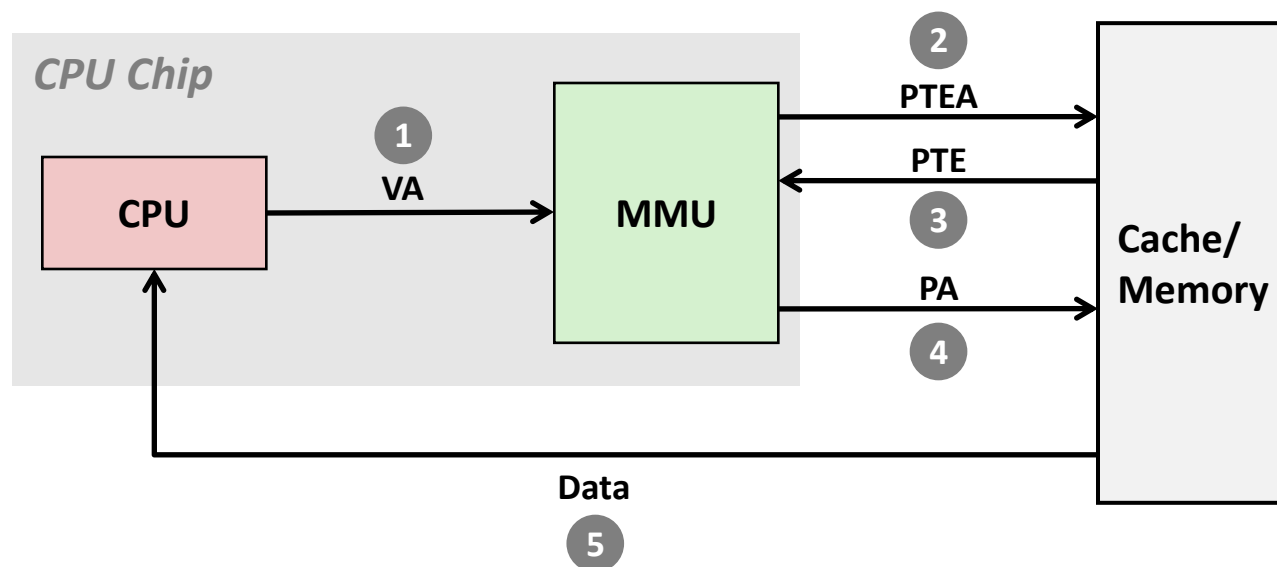 2
CPU Chip
PTEA
1
PTE
VA
CPU
MMU
3
Cache/
Memory
PA
4
Data
5